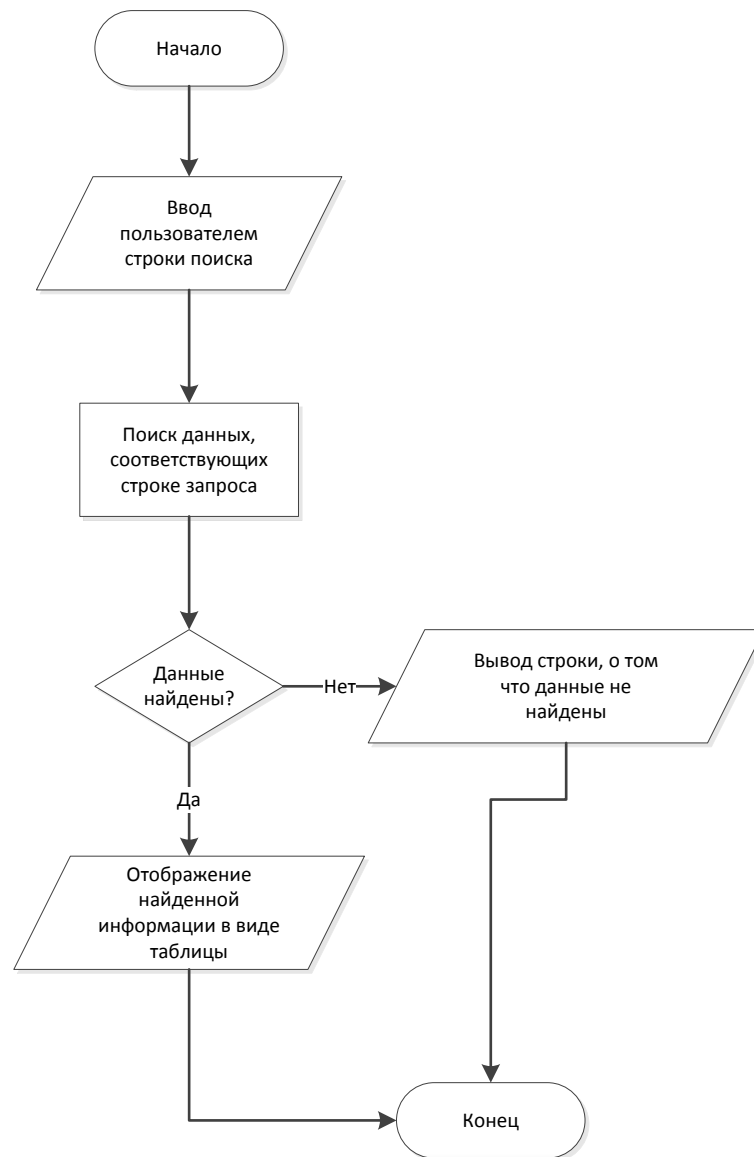 Начало
Ввод
пользователем
строки поиска
Поиск данных,
соответствующих
строке запроса
Данные
найдены?
Нет
Вывод строки, о том
что данные не
найдены
Да
Отображение
найденной
информации в виде
таблицы
Конец